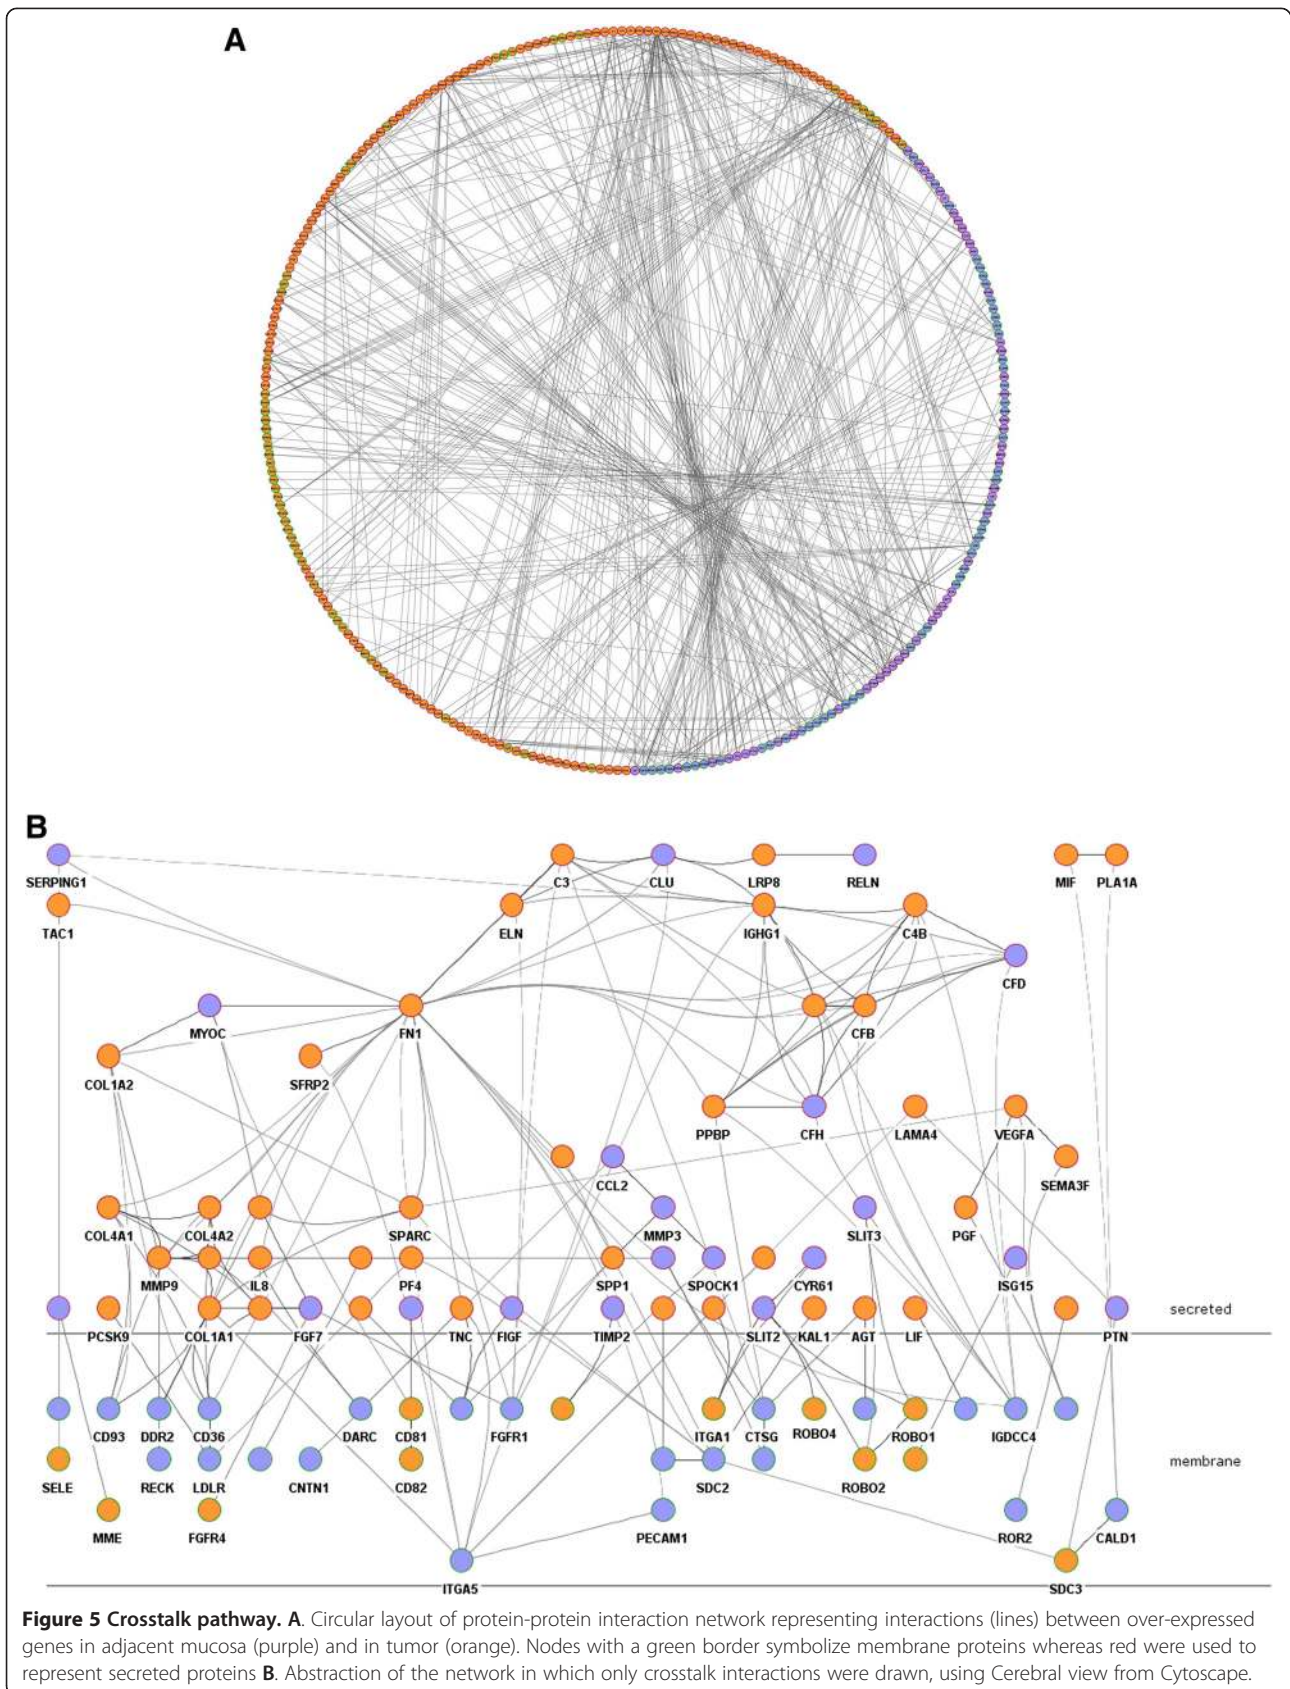 A
B
SERPING1
C3
CLU
LRP8
RELN
MIF
PLA1A
TAC1
ELN
IGHG1
C4B
CFD
MYOC
FN1
CFB
COL1A2
SFRP2
PPBP
CFH
LAMA4
VEGFA
CCL2
SEMA3F
COL4A1
COL4A2
SPARC
MMP3
SLIT3
PGF
MMP9
IL8
PF4
SPP1
SPOCK1
CYR61
ISG15
secreted
PCSK9
COL1A1
FGF7
TNC
FIGF
TIMP2
SLIT2
KAL1
AGT
LIF
PTN
CD93
DDR2
CD36
DARC
CD81
FGFR1
ITGA1
CTSG
ROBO4
ROBO1
IGDCC4
membrane
SELE
RECK
LDLR
CNTN1
CD82
SDC2
ROBO2
MME
FGFR4
PECAM1
ROR2
CALD1
ITGA5
SDC3
Figure 5 Crosstalk pathway. A. Circular layout of protein-protein interaction network representing interactions (lines) between over-expressed
genes in adjacent mucosa (purple) and in tumor (orange). Nodes with a green border symbolize membrane proteins whereas red were used to
represent secreted proteins B. Abstraction of the network in which only crosstalk interactions were drawn, using Cerebral view from Cytoscape.